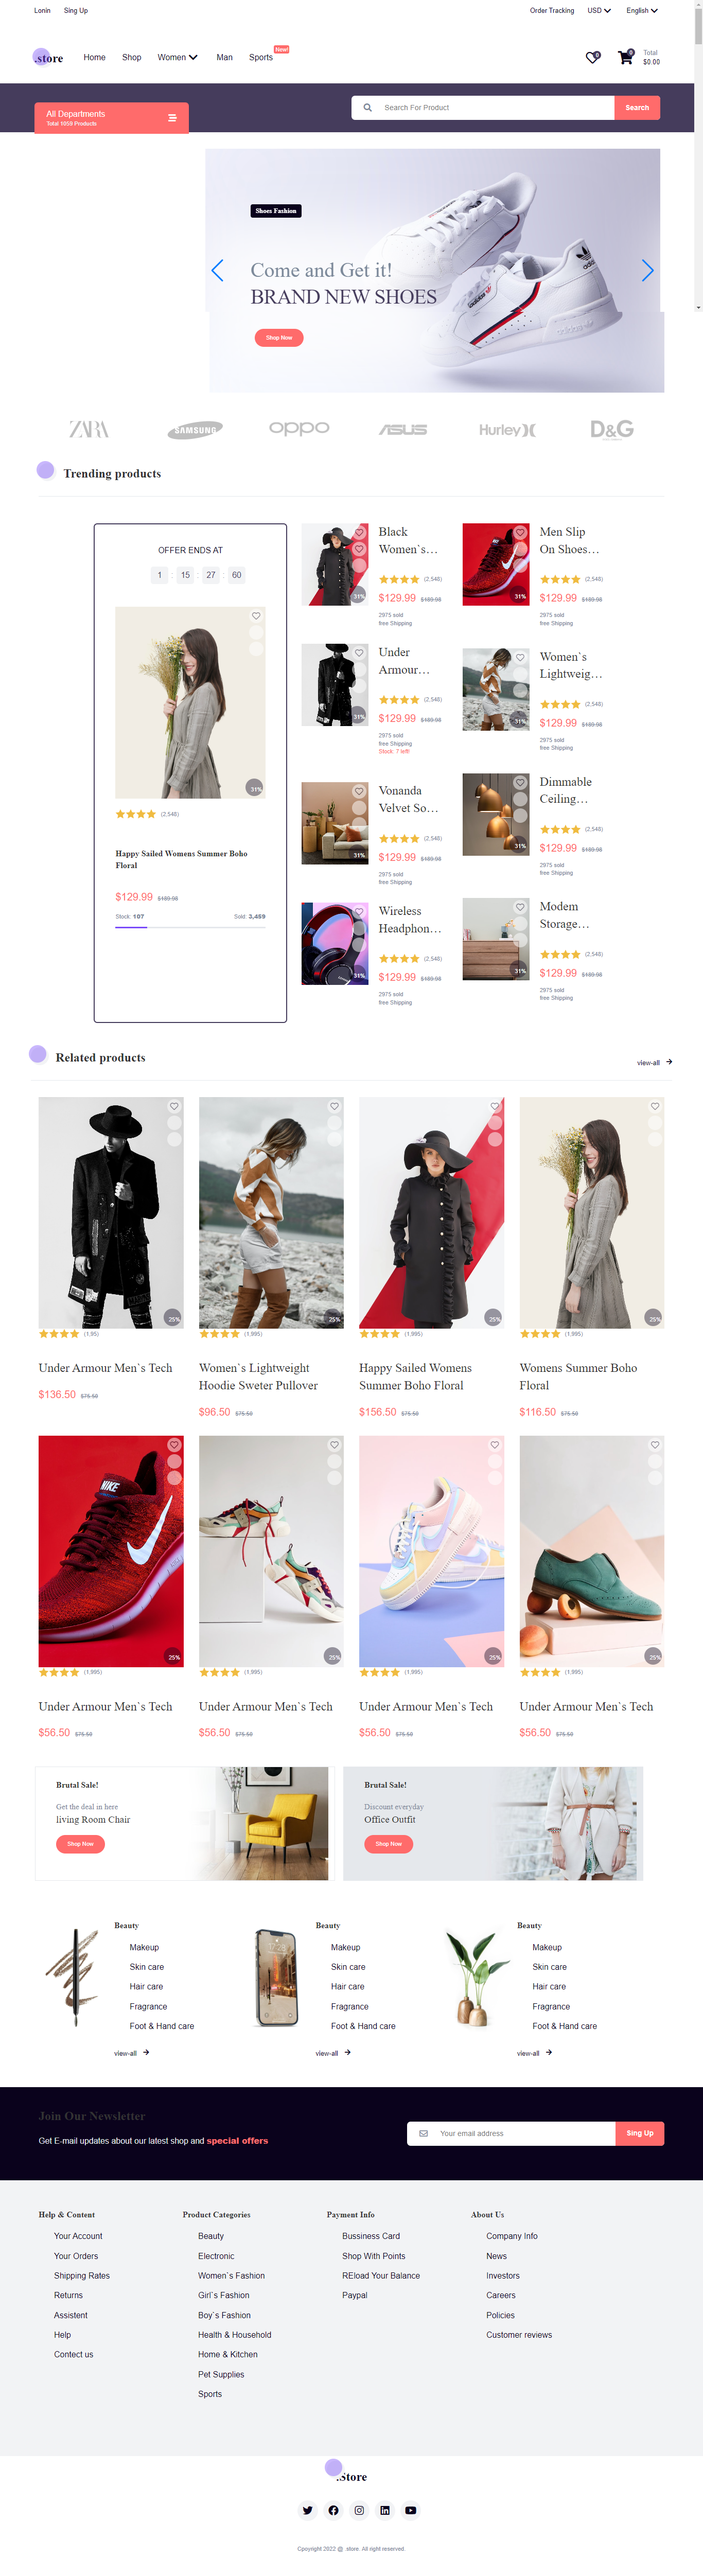 Lonin Sing Up Order Tracking USD English
.store Home Shop Women Man Sports New! 0 0 Total
$0.00
All Departments
Total 1059 Products
Search For Product Search
Shoes Fashion
Come and Get it!
BRAND NEW SHOES
Shop Now
ZARA SAMSUNG oppo ASUS Hurley D&G
Trending products
OFFER ENDS AT
1 : 15 : 27 : 60
31%
(2,548)
Happy Sailed Womens Summer Boho
Floral
$129.99 $189.98
Stock: 107 Sold: 3,459
Black
Women`s...
(2,548)
$129.99 $189.98
31%
2975 sold
free Shipping
Under
Armour...
(2,548)
$129.99 $189.98
31%
2975 sold
free Shipping
Stock: 7 left!
Vonanda
Velvet So...
(2,548)
31%
$129.99 $189.98
2975 sold
free Shipping
Wireless
Headphon...
(2,548)
31%
$129.99 $189.98
2975 sold
free Shipping
Men Slip
On Shoes...
(2,548)
31%
$129.99 $189.98
2975 sold
free Shipping
Women`s
Lightweig...
(2,548)
31%
$129.99 $189.98
2975 sold
free Shipping
Dimmable
Ceiling...
(2,548)
31%
$129.99 $189.98
2975 sold
free Shipping
Modem
Storage...
(2,548)
31%
$129.99 $189.98
2975 sold
free Shipping
Related products
view-all
25% 25% 25% 25%
(1,95) (1,995) (1,995) (1,995)
Under Armour Men`s Tech
$136.50 $75.50
Women`s Lightweight
Hoodie Sweter Pullover
$96.50 $75.50
Happy Sailed Womens
Summer Boho Floral
$156.50 $75.50
Womens Summer Boho
Floral
$116.50 $75.50
NIKE
25% 25% 25% 25%
(1,995) (1,995) (1,995) (1,995)
Under Armour Men`s Tech Under Armour Men`s Tech Under Armour Men`s Tech Under Armour Men`s Tech
$56.50 $75.50 $56.50 $75.50 $56.50 $75.50 $56.50 $75.50
Brutal Sale!
Get the deal in here
living Room Chair
Shop Now
Brutal Sale!
Discount everyday
Office Outfit
Shop Now
Beauty
Makeup
Skin care
Hair care
Fragrance
Foot & Hand care
view-all
Beauty
Makeup
Skin care
Hair care
Fragrance
Foot & Hand care
view-all
Beauty
Makeup
Skin care
Hair care
Fragrance
Foot & Hand care
view-all
Join Our Newsletter
Get E-mail updates about our latest shop and special offers
Your email address Sing Up
Help & Content
Your Account
Your Orders
Shipping Rates
Returns
Assistent
Help
Contect us
Product Categories
Beauty
Electronic
Women`s Fashion
Girl`s Fashion
Boy`s Fashion
Health & Household
Home & Kitchen
Pet Supplies
Sports
Payment Info
Bussiness Card
Shop With Points
REload Your Balance
Paypal
About Us
Company Info
News
Investors
Careers
Policies
Customer reviews
.Store
Cpoyright 2022 @ .store. All right reserved.